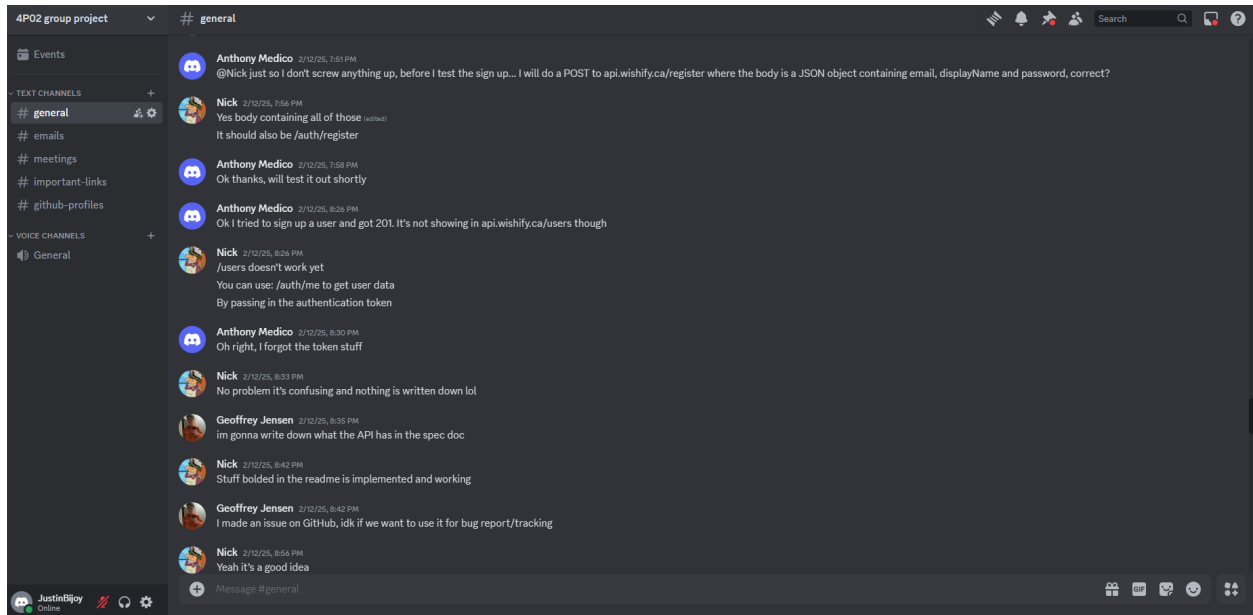 4P02 group project
# general
Search
Events
TEXT CHANNELS
# general
# emails
# meetings
# important-links
# github-profiles
VOICE CHANNELS
General
Anthony Medico 2/12/25, 7:51 PM
@Nick just so I don't screw anything up, before I test the sign up... I will do a POST to api.wishify.ca/register where the body is a JSON object containing email, displayName and password, correct?
Nick 2/12/25, 7:56 PM
Yes body containing all of those (edited)
It should also be /auth/register
Anthony Medico 2/12/25, 7:58 PM
Ok thanks, will test it out shortly
Anthony Medico 2/12/25, 8:26 PM
Ok I tried to sign up a user and got 201. It's not showing in api.wishify.ca/users though
Nick 2/12/25, 8:26 PM
/users doesn't work yet
You can use: /auth/me to get user data
By passing in the authentication token
Anthony Medico 2/12/25, 8:30 PM
Oh right, I forgot the token stuff
Nick 2/12/25, 8:33 PM
No problem it's confusing and nothing is written down lol
Geoffrey Jensen 2/12/25, 8:35 PM
im gonna write down what the API has in the spec doc
Nick 2/12/25, 8:42 PM
Stuff bolded in the readme is implemented and working
Geoffrey Jensen 2/12/25, 8:42 PM
I made an issue on GitHub, idk if we want to use it for bug report/tracking
Nick 2/12/25, 8:56 PM
Yeah it's a good idea
Message #general
GIF
JustinBijoy
Online